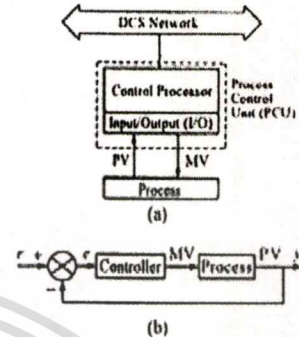 DCS Network
Control Processor
Input/Output (I/O)
Process
Control
Unit (PCU)
PV MV
Process
(a)
r + e Controller MV Process PV y
−
(b)